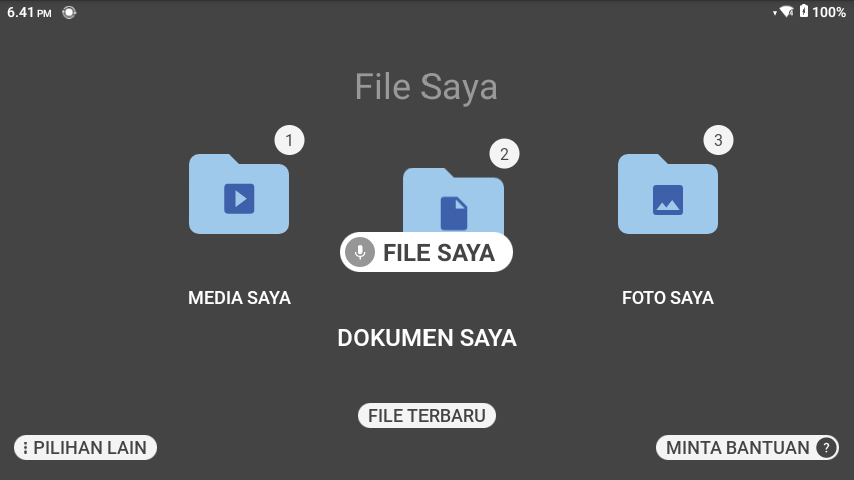 6.41 PM
100%
File Saya
1
2
3
FILE SAYA
MEDIA SAYA
FOTO SAYA
DOKUMEN SAYA
FILE TERBARU
PILIHAN LAIN
MINTA BANTUAN ?